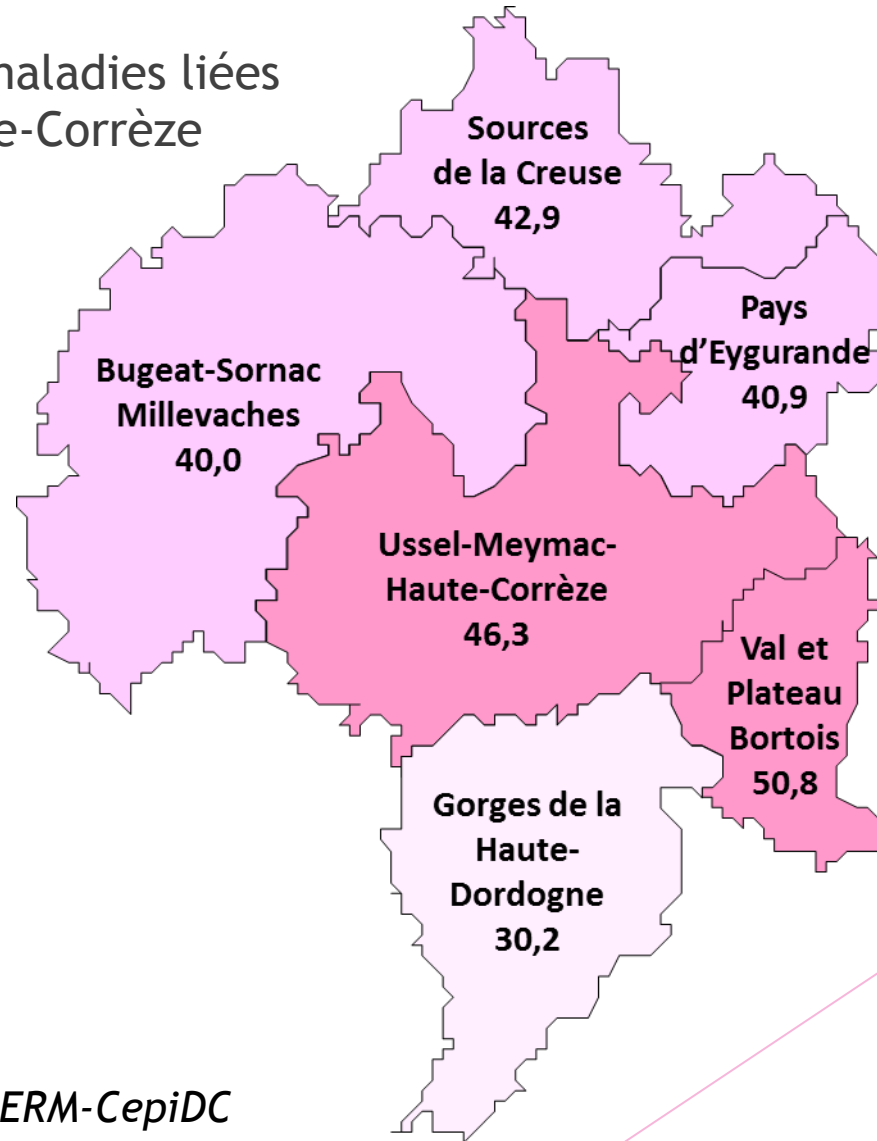 maladies liées
e-Corrèze
Sources
de la Creuse
42,9
Pays
d’Eygurande
40,9
Bugeat-Sornac
Millevaches
40,0
Ussel-Meymac-
Haute-Corrèze
46,3
Val et
Plateau
Bortois
50,8
Gorges de la
Haute-
Dordogne
30,2
ERM-CepiDC